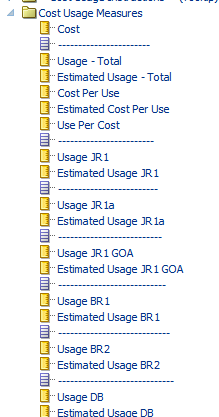 Cost Usage Measures
Cost
-----------------------
Usage - Total
Estimated Usage - Total
Cost Per Use
Estimated Cost Per Use
Use Per Cost
------------------------
Usage JR1
Estimated Usage JR1
-------------------------
Usage JR1a
Estimated Usage JR1a
--------------------------
Usage JR1 GOA
Estimated Usage JR1 GOA
---------------------------
Usage BR1
Estimated Usage BR1
----------------------------
Usage BR2
Estimated Usage BR2
-----------------------------
Usage DB
Estimated Usage DB